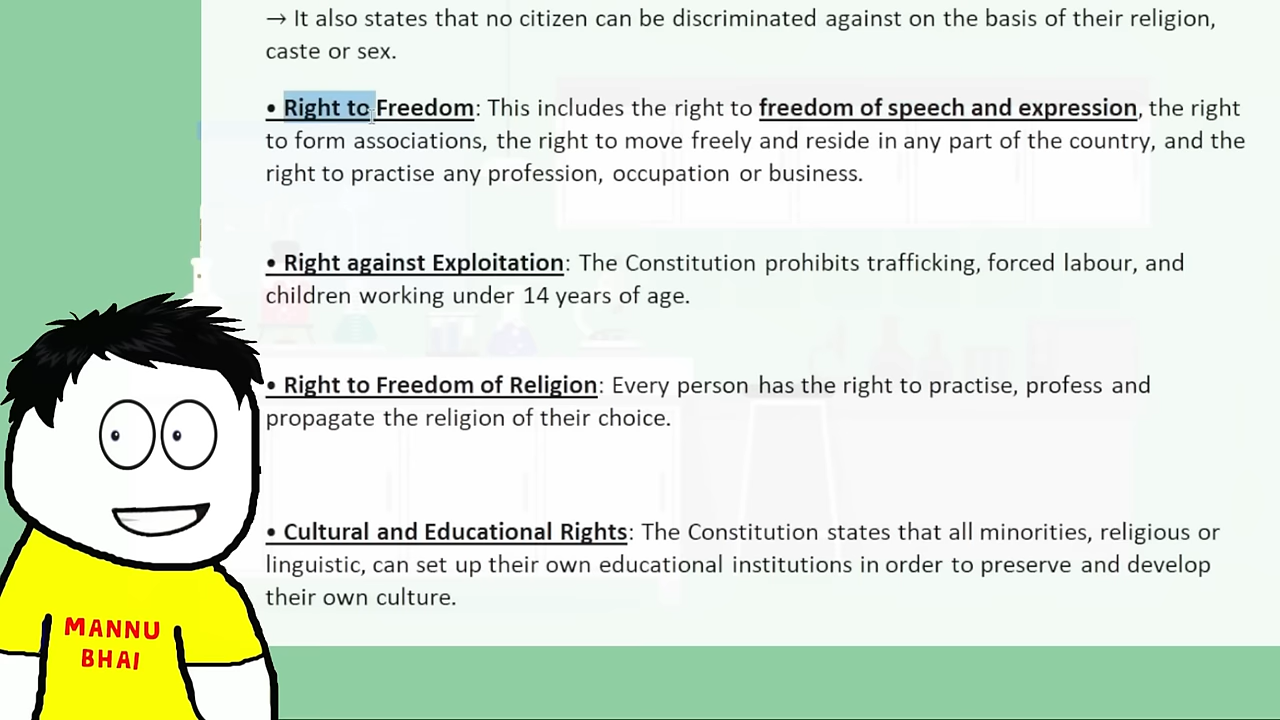 → It also states that no citizen can be discriminated against on the basis of their religion,
caste or sex.
• Right to Freedom: This includes the right to freedom of speech and expression, the right
to form associations, the right to move freely and reside in any part of the country, and the
right to practise any profession, occupation or business.
• Right against Exploitation: The Constitution prohibits trafficking, forced labour, and
children working under 14 years of age.
• Right to Freedom of Religion: Every person has the right to practise, profess and
propagate the religion of their choice.
• Cultural and Educational Rights: The Constitution states that all minorities, religious or
linguistic, can set up their own educational institutions in order to preserve and develop
their own culture.
MANNU
BHAI